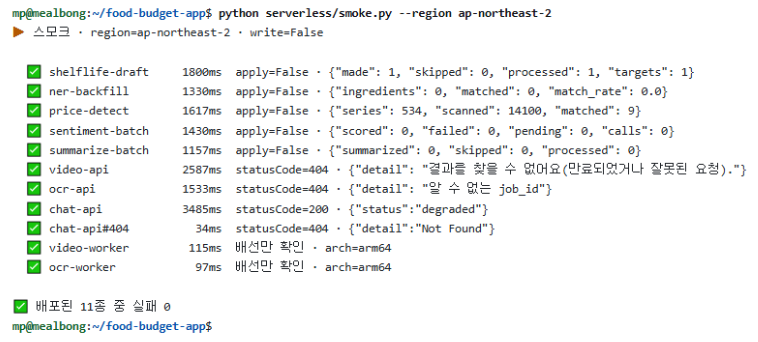 mp@mealbong:~/food-budget-app$ python serverless/smoke.py --region ap-northeast-2
▶ 스모크 · region=ap-northeast-2 · write=False
✅ shelflife-draft 1800ms apply=False · {"made": 1, "skipped": 0, "processed": 1, "targets": 1}
✅ ner-backfill 1330ms apply=False · {"ingredients": 0, "matched": 0, "match_rate": 0.0}
✅ price-detect 1617ms apply=False · {"series": 534, "scanned": 14100, "matched": 9}
✅ sentiment-batch 1430ms apply=False · {"scored": 0, "failed": 0, "pending": 0, "calls": 0}
✅ summarize-batch 1157ms apply=False · {"summarized": 0, "skipped": 0, "processed": 0}
✅ video-api 2587ms statusCode=404 · {"detail": "결과를 찾을 수 없어요(만료되었거나 잘못된 요청)."}
✅ ocr-api 1533ms statusCode=404 · {"detail": "알 수 없는 job_id"}
✅ chat-api 3485ms statusCode=200 · {"status":"degraded"}
✅ chat-api#404 34ms statusCode=404 · {"detail":"Not Found"}
✅ video-worker 115ms 배선만 확인 · arch=arm64
✅ ocr-worker 97ms 배선만 확인 · arch=arm64
✅ 배포된 11종 중 실패 0
mp@mealbong:~/food-budget-app$